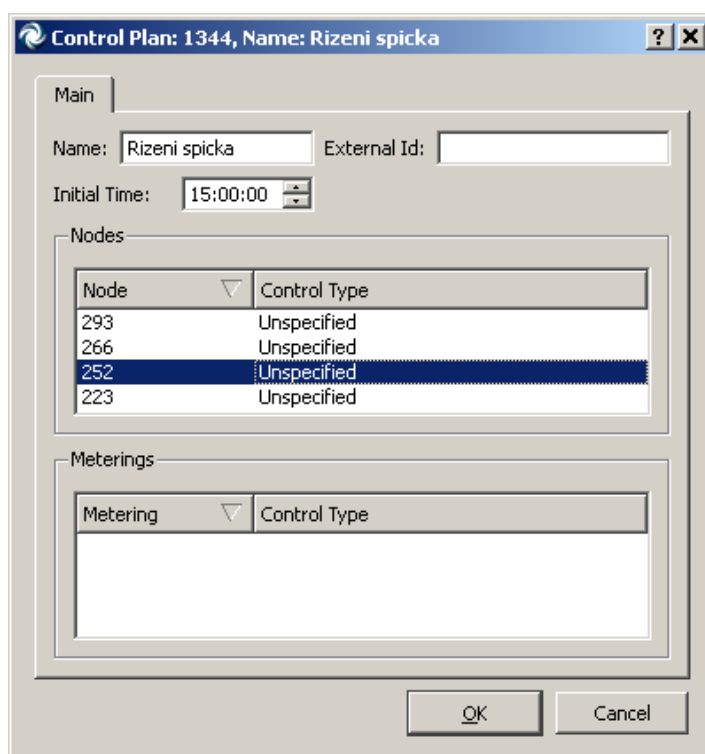 Control Plan: 1344, Name: Rizeni spicka
Main
Name: Rizeni spicka External Id:
Initial Time: 15:00:00
Nodes
Node Control Type
293 Unspecified
266 Unspecified
252 Unspecified
223 Unspecified
Meterings
Metering Control Type
OK Cancel